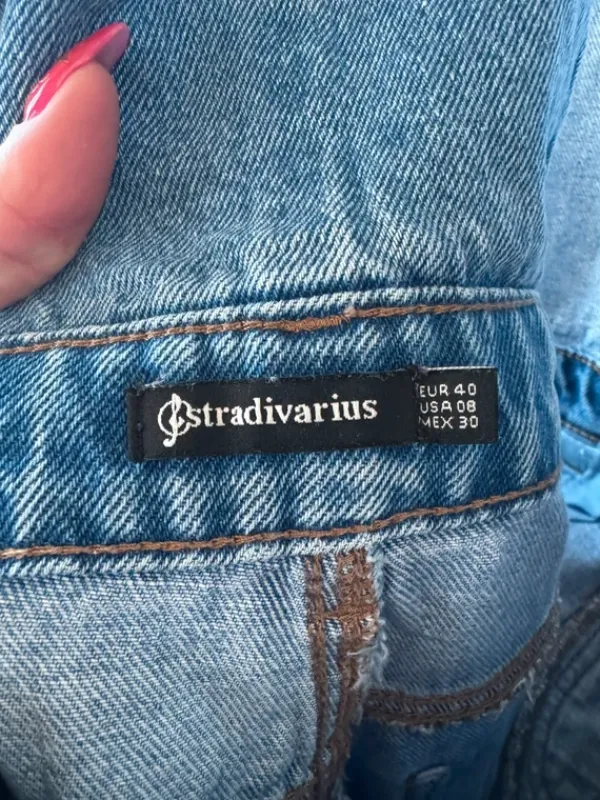 stradivarius
EUR 40
USA 08
MEX 30